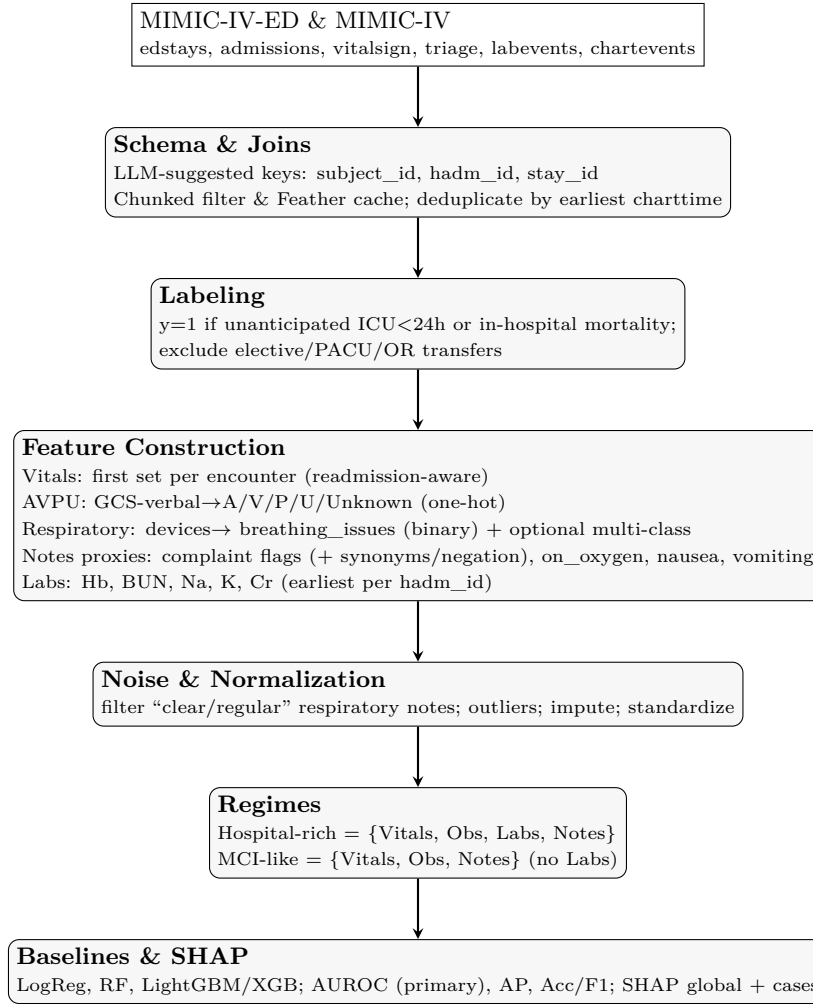 MIMIC-IV-ED & MIMIC-IV
edstays, admissions, vitalsign, triage, labevents, chartevents
Schema & Joins
LLM-suggested keys: subject_id, hadm_id, stay_id
Chunked filter & Feather cache; deduplicate by earliest charttime
Labeling
y=1 if unanticipated ICU<24h or in-hospital mortality;
exclude elective/PACU/OR transfers
Feature Construction
Vitals: first set per encounter (readmission-aware)
AVPU: GCS-verbal→A/V/P/U/Unknown (one-hot)
Respiratory: devices→ breathing_issues (binary) + optional multi-class
Notes proxies: complaint flags (+ synonyms/negation), on_oxygen, nausea, vomiting
Labs: Hb, BUN, Na, K, Cr (earliest per hadm_id)
Noise & Normalization
filter “clear/regular” respiratory notes; outliers; impute; standardize
Regimes
Hospital-rich = {Vitals, Obs, Labs, Notes}
MCI-like = {Vitals, Obs, Notes} (no Labs)
Baselines & SHAP
LogReg, RF, LightGBM/XGB; AUROC (primary), AP, Acc/F1; SHAP global + cases